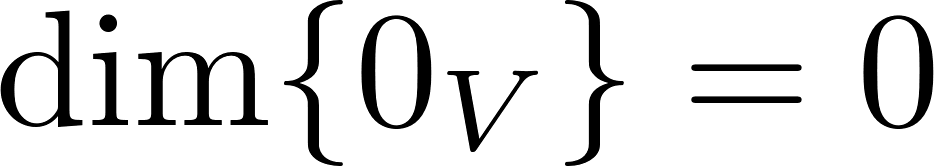 dim{0_V} = 0